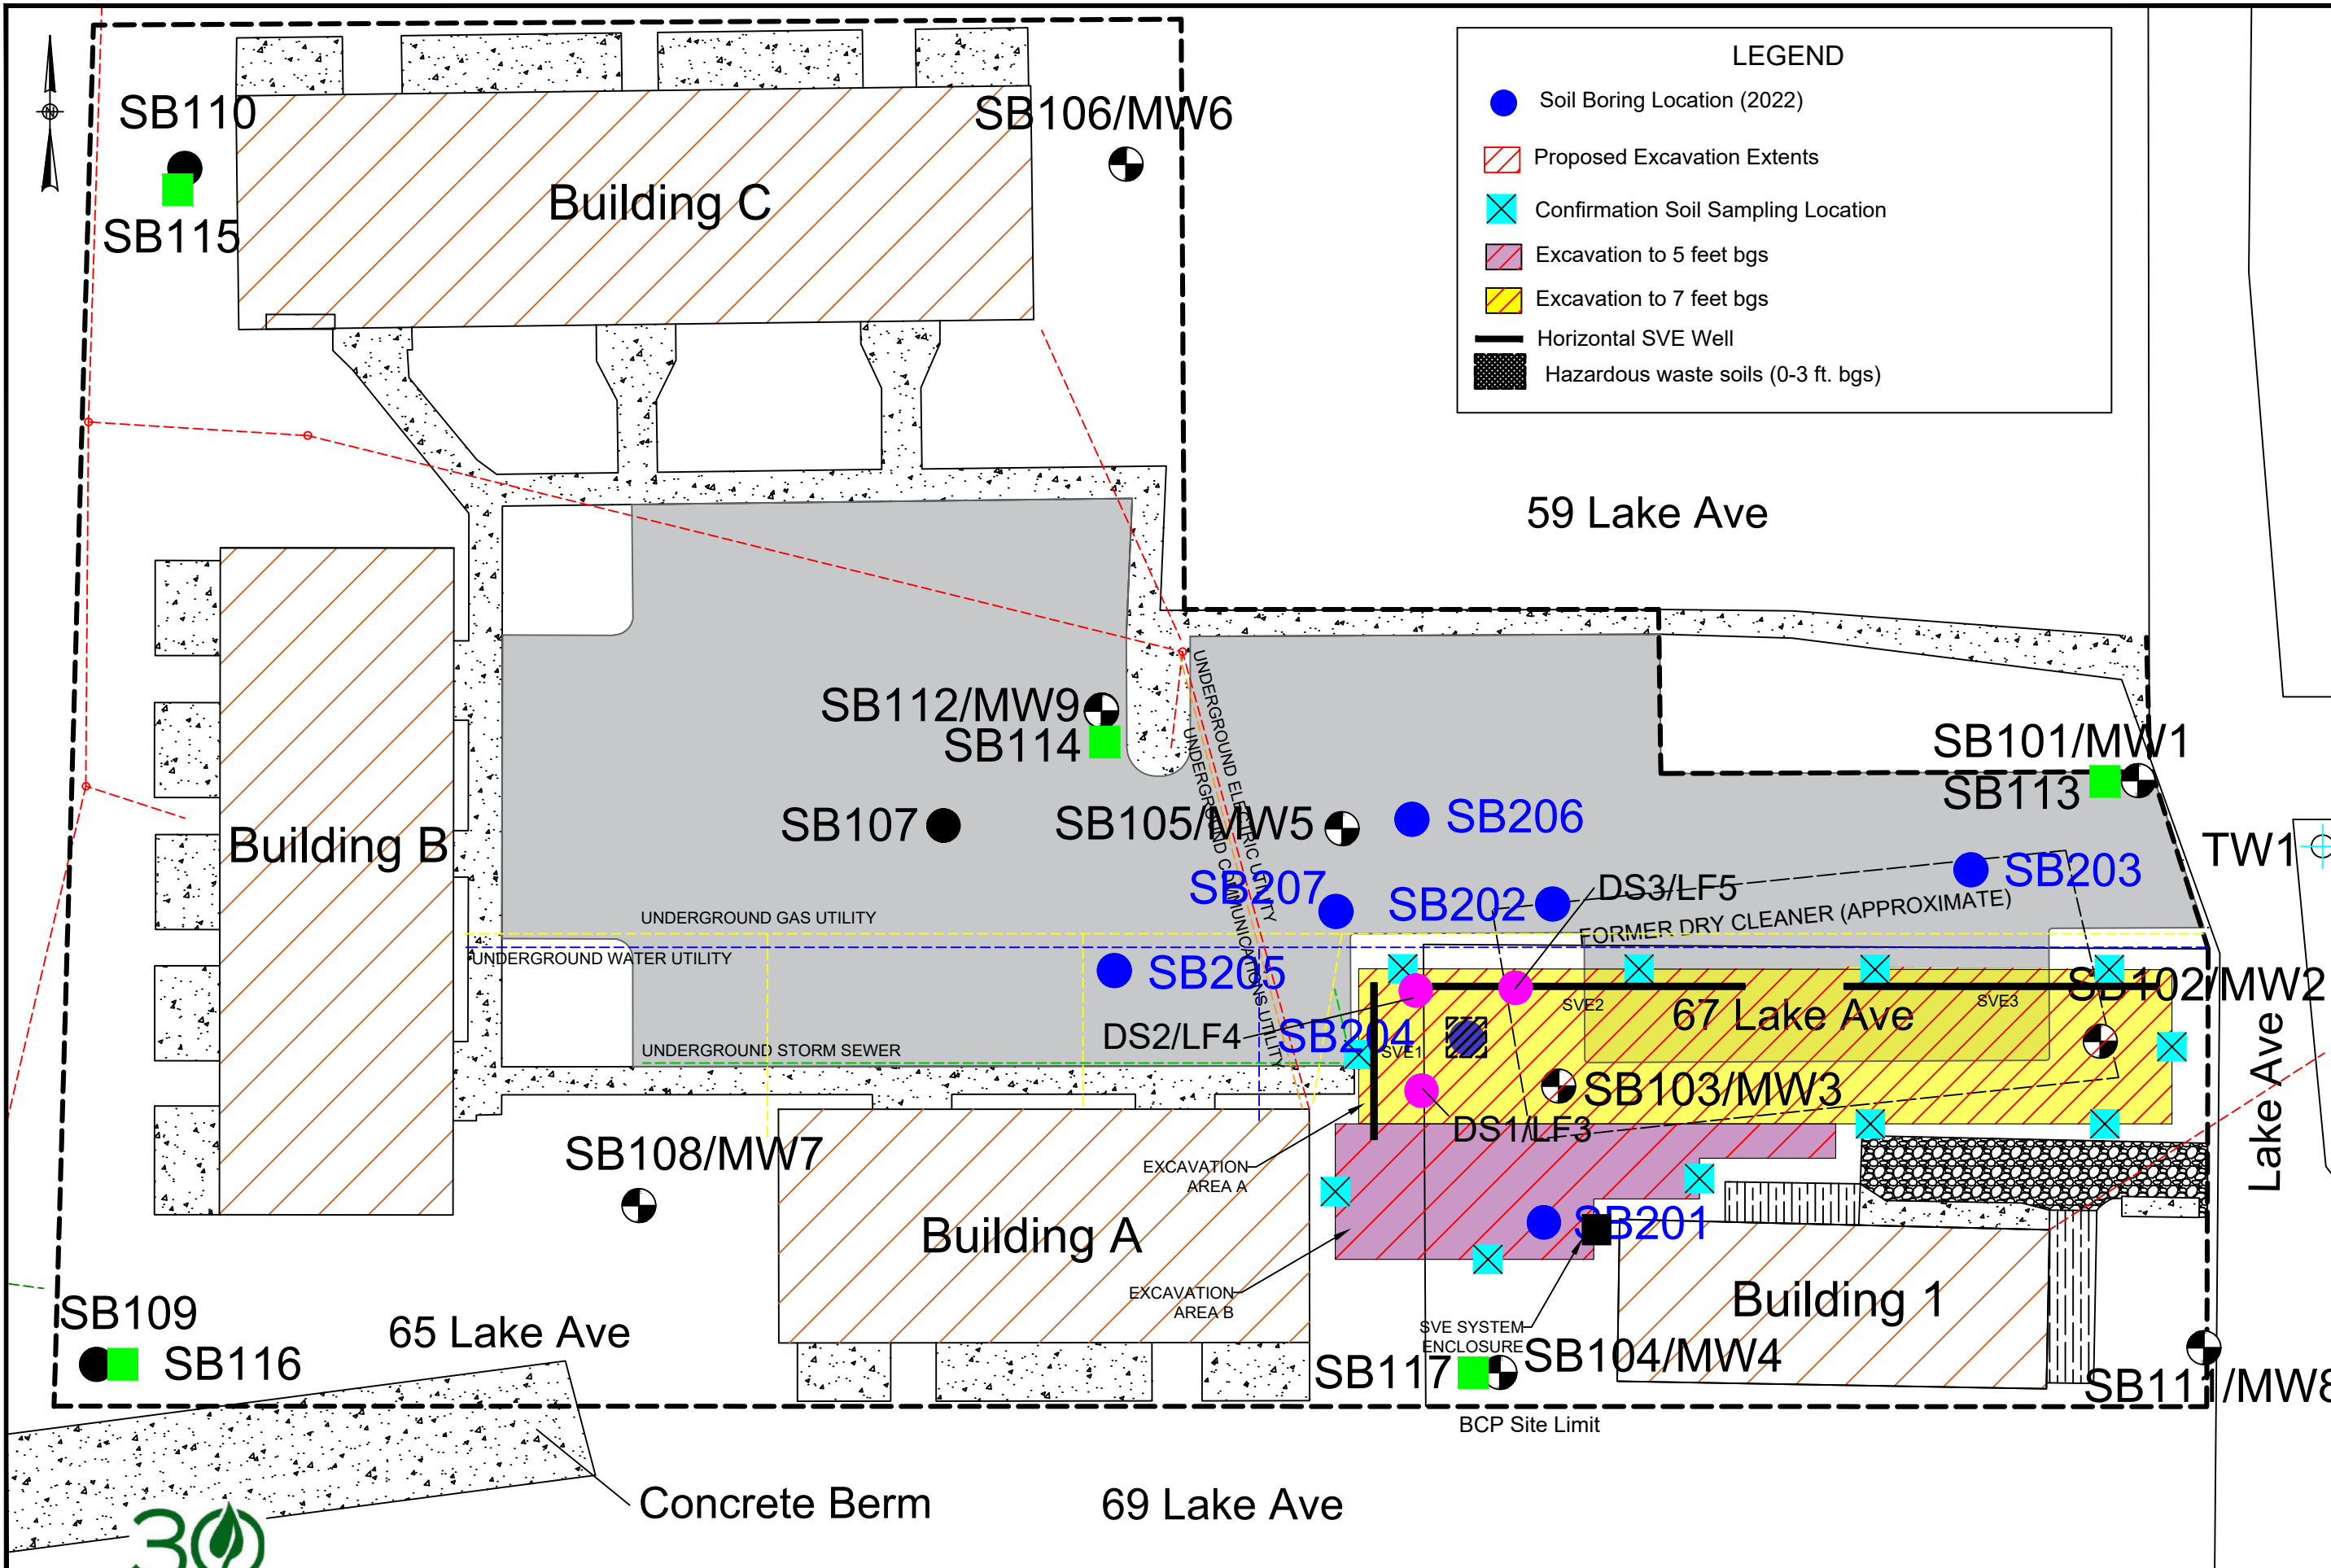 LEGEND
Soil Boring Location (2022)
Proposed Excavation Extents
Confirmation Soil Sampling Location
Excavation to 5 feet bgs
Excavation to 7 feet bgs
Horizontal SVE Well
Hazardous waste soils (0-3 ft. bgs)
N
SB110
SB115
SB106/MW6
Building C
59 Lake Ave
SB112/MW9
SB114
SB101/MW1
SB113
SB107
SB105/MW5
SB206
UNDERGROUND ELECTRIC UTILITY
UNDERGROUND COMMUNICATIONS UTILITY
Building B
TW1
SB203
SB207
SB202
DS3/LF5
FORMER DRY CLEANER (APPROXIMATE)
UNDERGROUND GAS UTILITY
UNDERGROUND WATER UTILITY
SB205
SB102/MW2
SVE2
SVE3
67 Lake Ave
DS2/LF4
SB204
SVE1
UNDERGROUND STORM SEWER
SB103/MW3
DS1/LF3
Lake Ave
SB108/MW7
EXCAVATION
AREA A
Building A
SB201
EXCAVATION
AREA B
Building 1
SB109
SB116
65 Lake Ave
SVE SYSTEM
ENCLOSURE
SB117
SB104/MW4
SB111/MW8
BCP Site Limit
Concrete Berm
69 Lake Ave
30